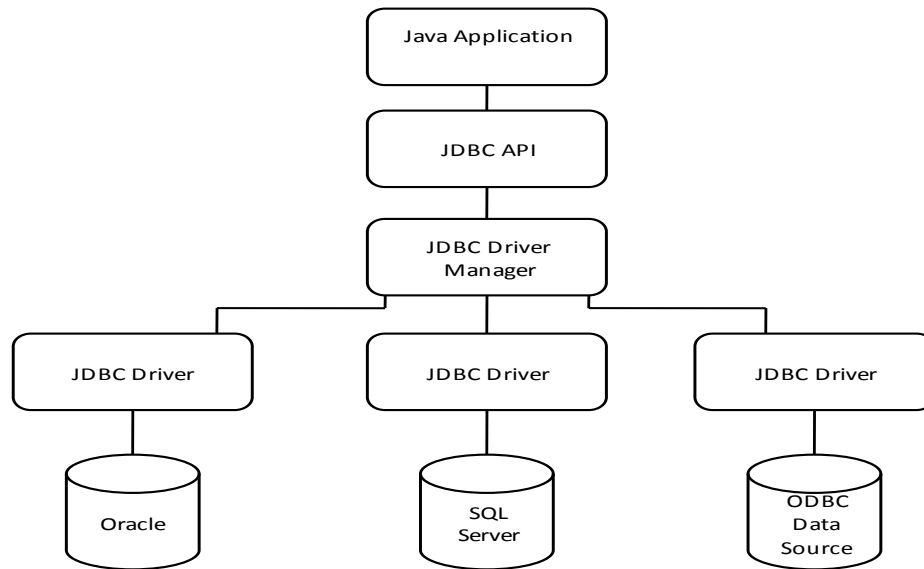 Java Application
JDBC API
JDBC Driver
Manager
JDBC Driver
JDBC Driver
JDBC Driver
Oracle
SQL
Server
ODBC
Data
Source